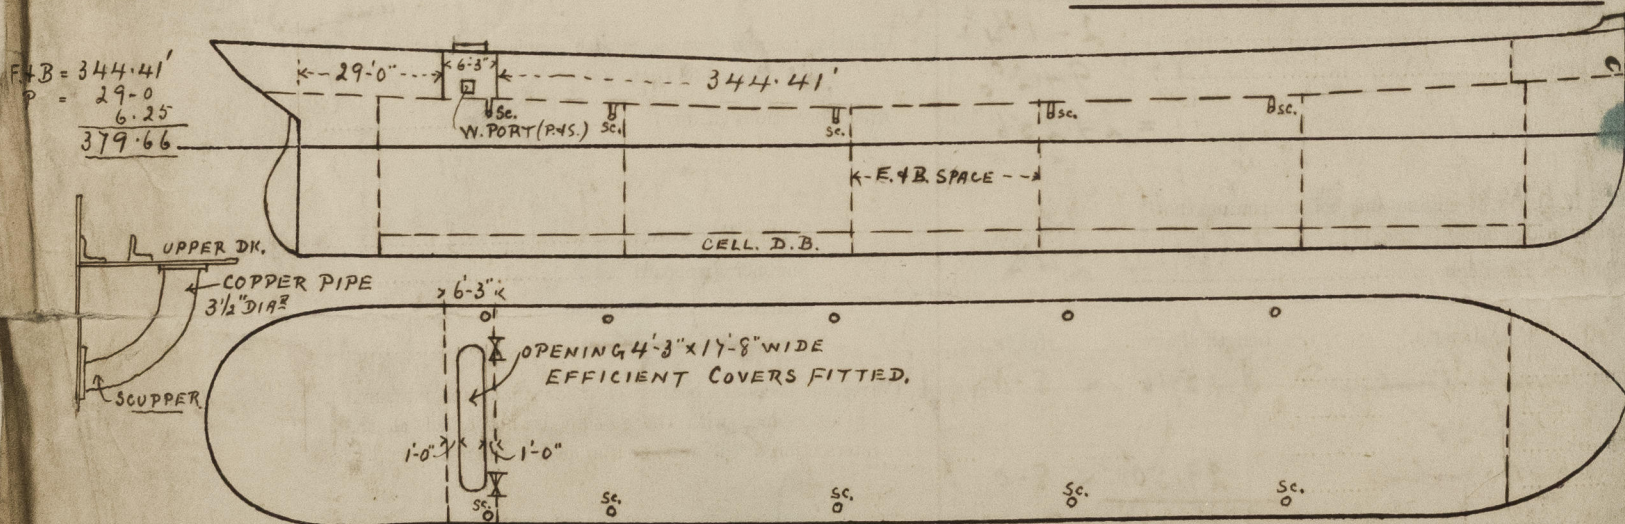 F. & B = 344.41'
P = 29-0
6.25
379.66
29'-0"
6'-3"
344.41'
Sc.
W. PORT (P.&S.)
Sc.
Sc.
Sc.
Sc.
E. & B. SPACE
CELL. D.B.
UPPER DK.
COPPER PIPE
3½" DIAR
SCUPPER
6'-3"
OPENING 4'-3" x 17'-8" WIDE
EFFICIENT COVERS FITTED.
1'-0"
1'-0"
Sc.
Sc.
Sc.
Sc.
Sc.